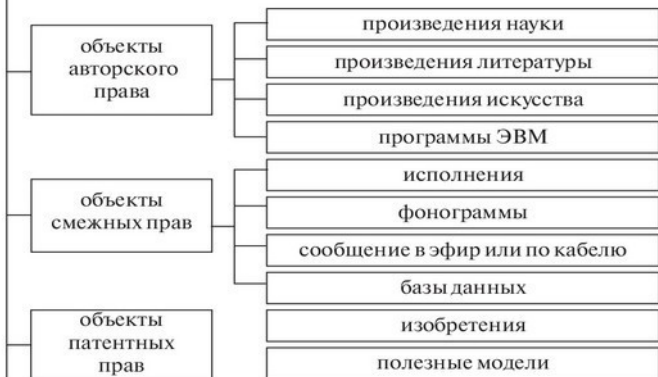 объекты
авторского
права
произведения науки
произведения литературы
произведения искусства
программы ЭВМ
объекты
смежных прав
исполнения
фонограммы
сообщение в эфир или по кабелю
базы данных
объекты
патентных
прав
изобретения
полезные модели